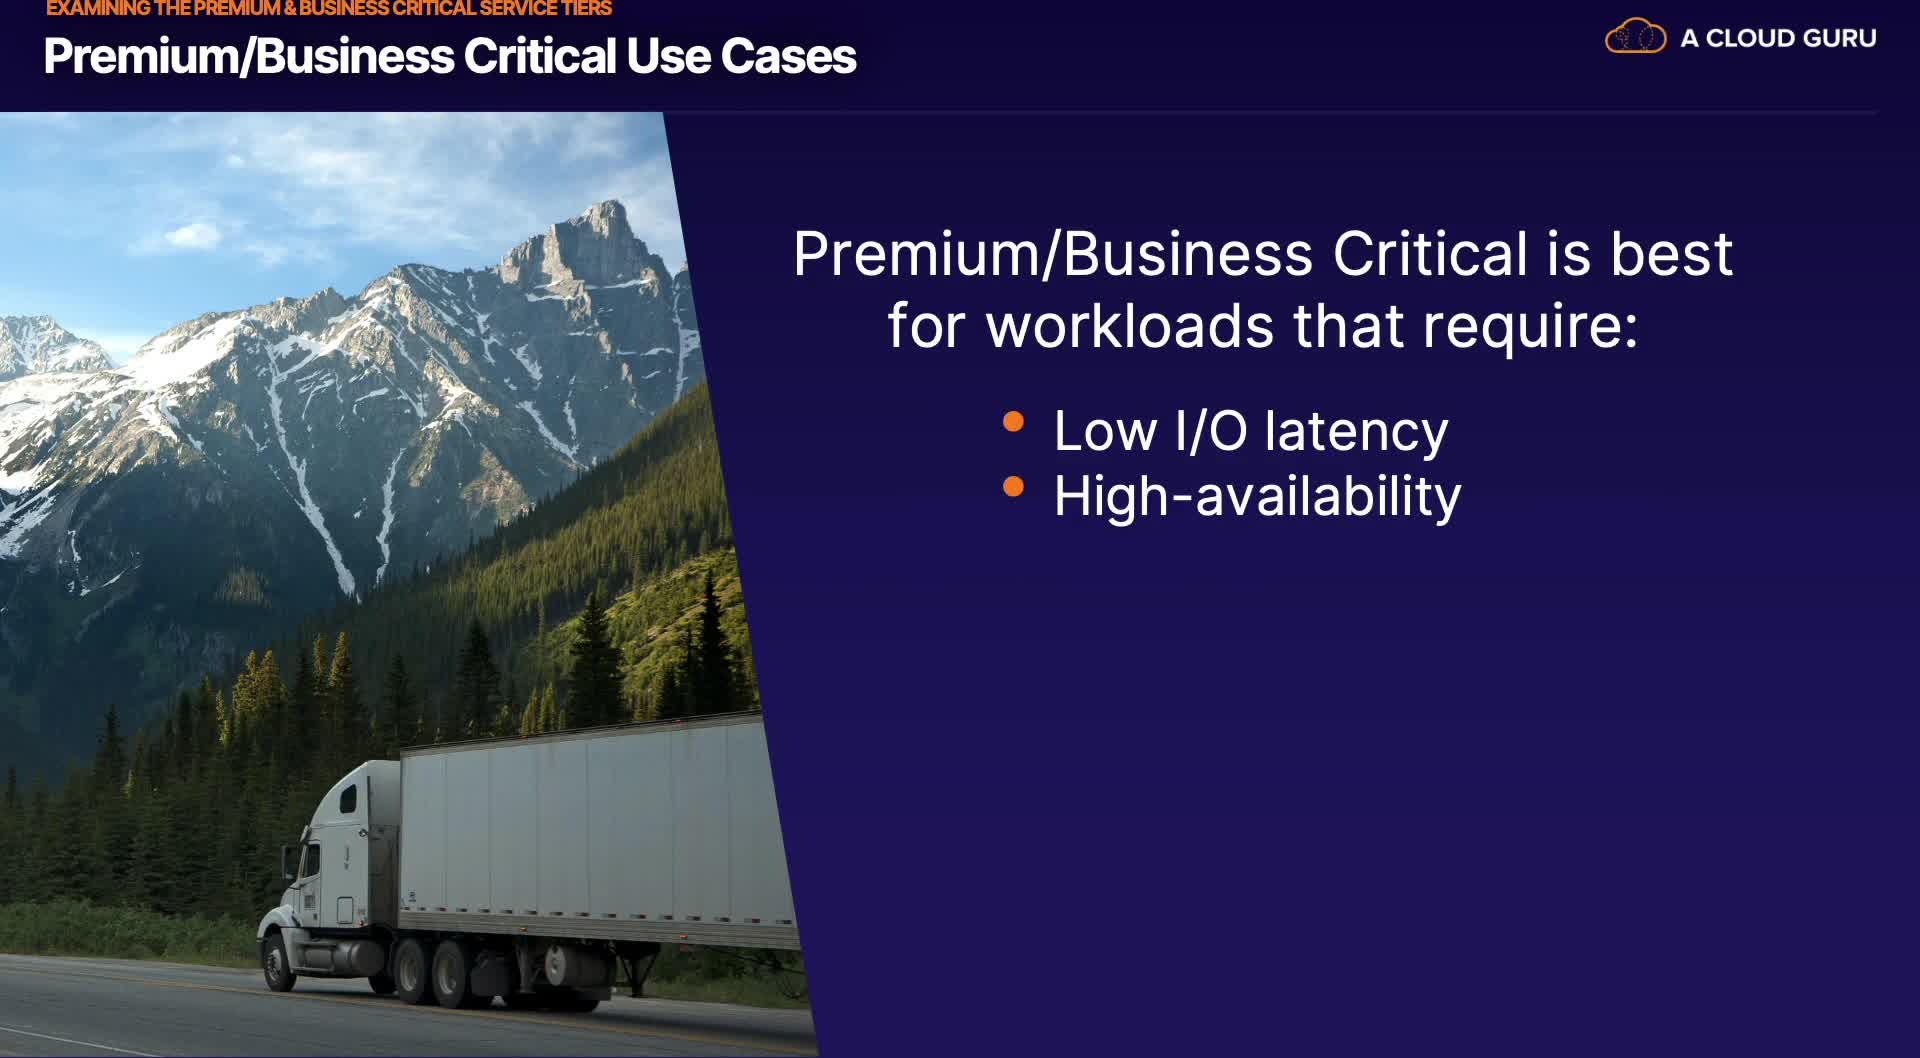 EXAMINING THE PREMIUM & BUSINESS CRITICAL SERVICE TIERS
Premium/Business Critical Use Cases
A CLOUD GURU
Premium/Business Critical is best
for workloads that require:
Low I/O latency
High-availability